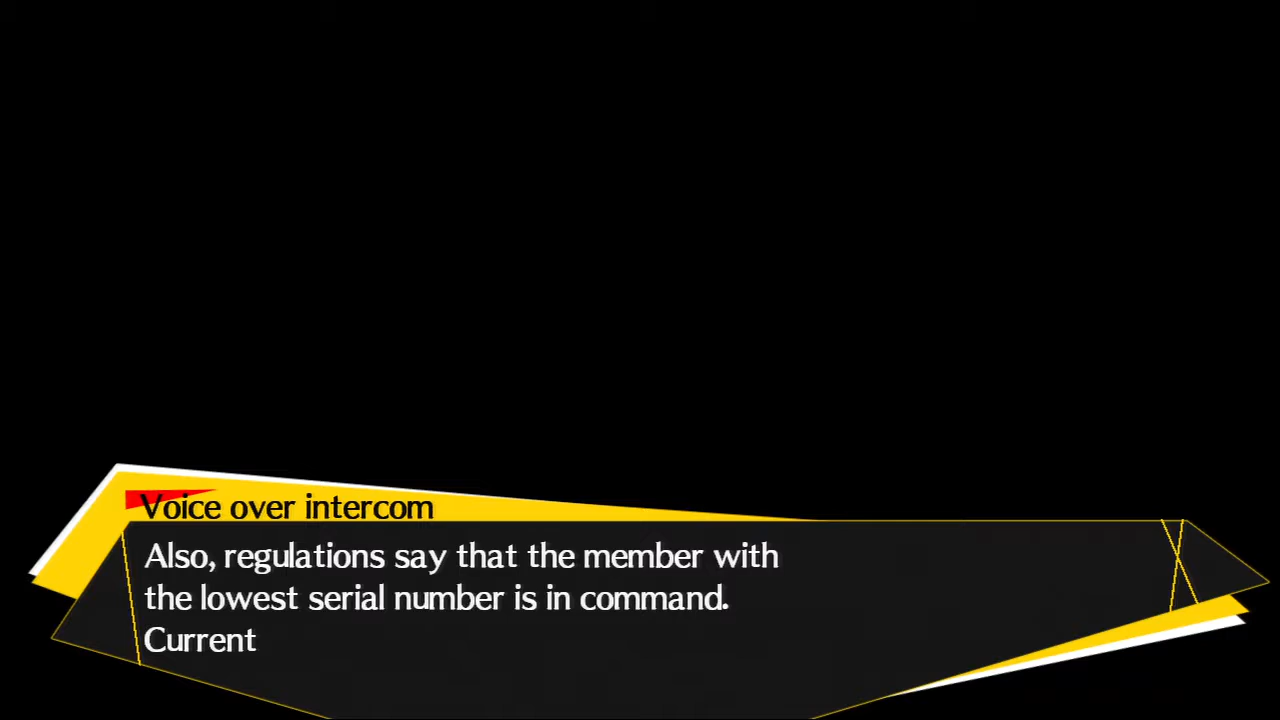 Voice over intercom
Also, regulations say that the member with
the lowest serial number is in command.
Current